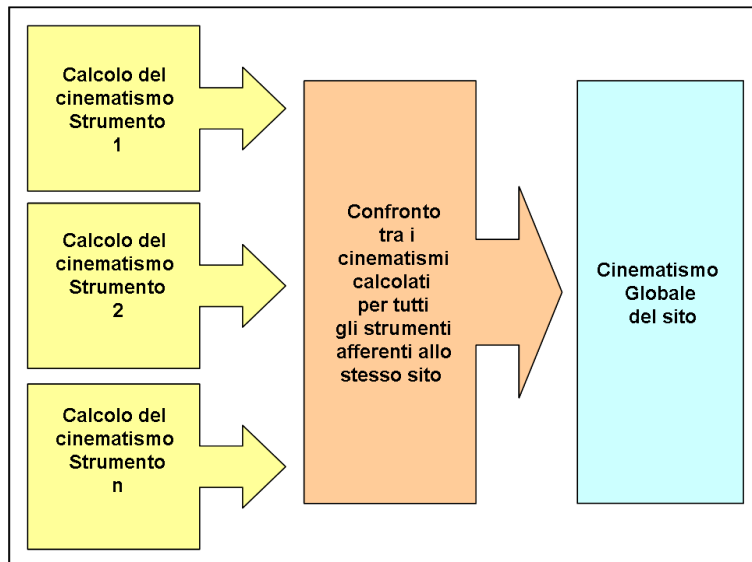 Calcolo del
cinematismo
Strumento
1
Calcolo del
cinematismo
Strumento
2
Calcolo del
cinematismo
Strumento
n
Confronto
tra i
cinematismi
calcolati
per tutti
gli strumenti
afferenti allo
stesso sito
Cinematismo
Globale
del sito